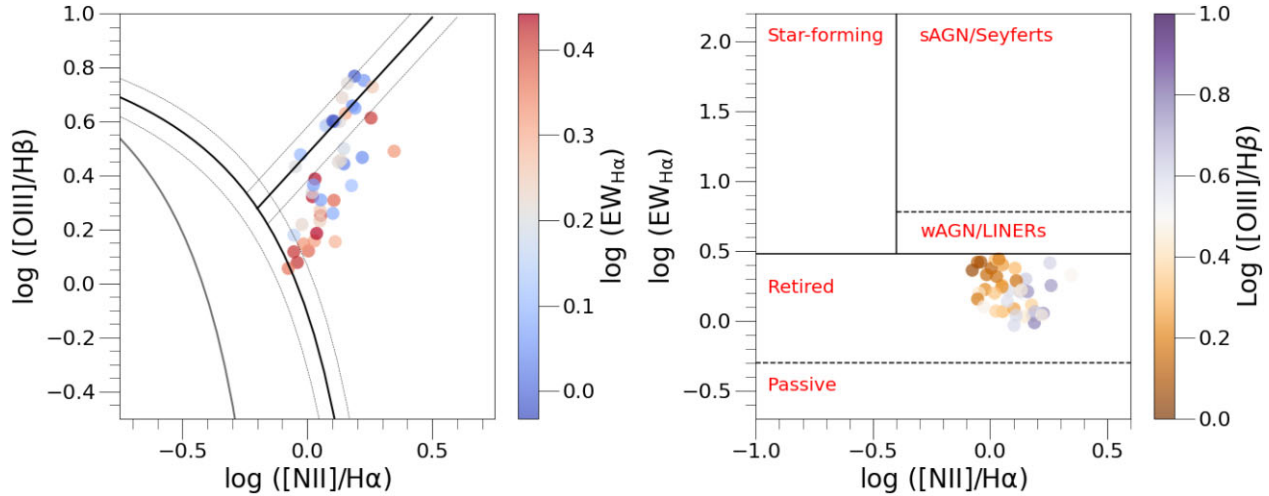 1.0
0.8
0.6
0.4
0.2
0.0
−0.2
−0.4
−0.5
0.0
0.5
log ([OIII]/Hβ)
log ([NII]/Hα)
0.4
0.3
0.2
0.1
0.0
log (EW_Hα)
2.0
1.5
1.0
0.5
0.0
−0.5
−1.0
−0.5
0.0
0.5
log (EW_Hα)
log ([NII]/Hα)
Star-forming
sAGN/Seyferts
wAGN/LINERs
Retired
Passive
1.0
0.8
0.6
0.4
0.2
0.0
Log ([OIII]/Hβ)